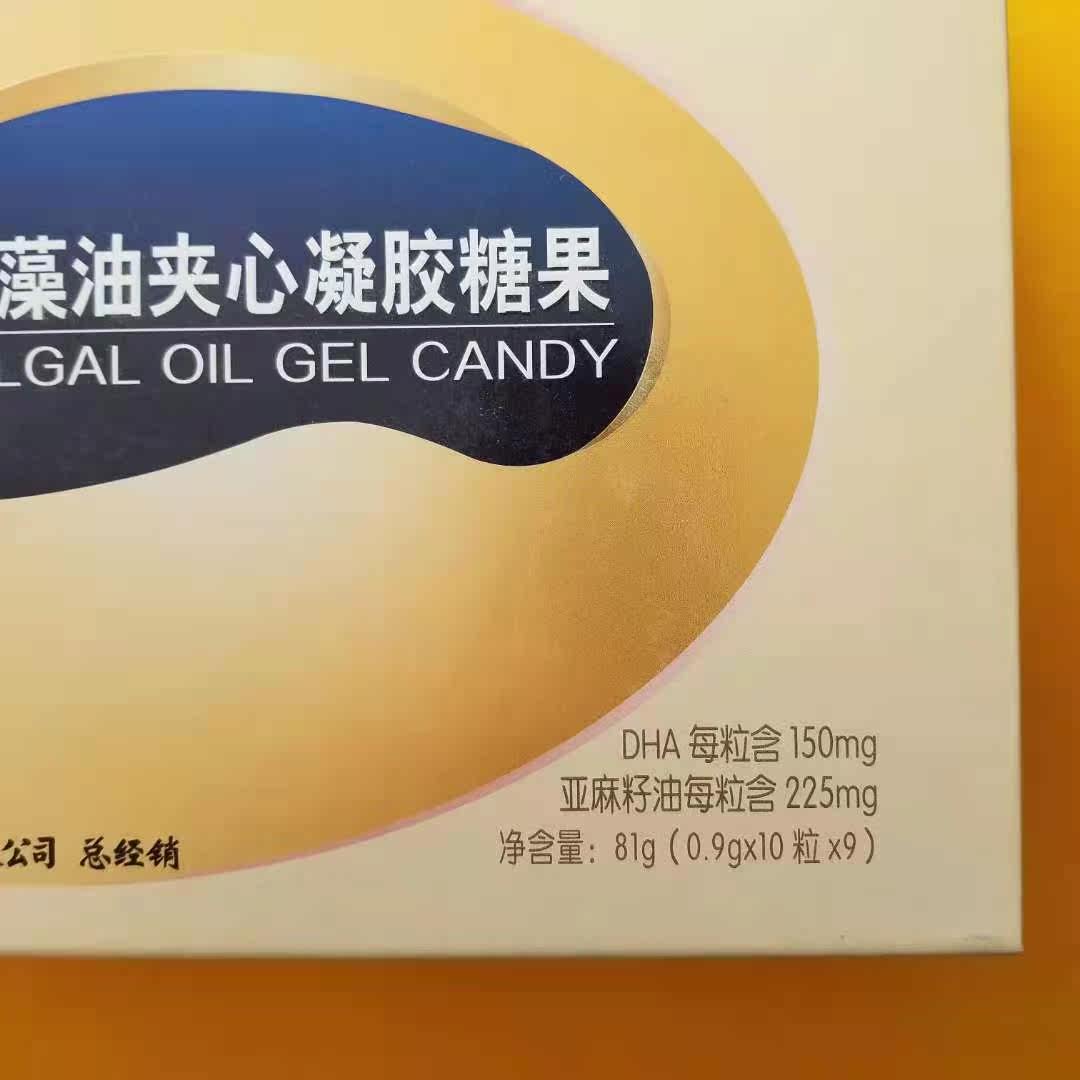 藻油夹心凝胶糖果
LGAL OIL GEL CANDY
DHA 每粒含 150mg
亚麻籽油每粒含 225mg
净含量：81g（0.9gx10 粒 x9）
公司 总经销